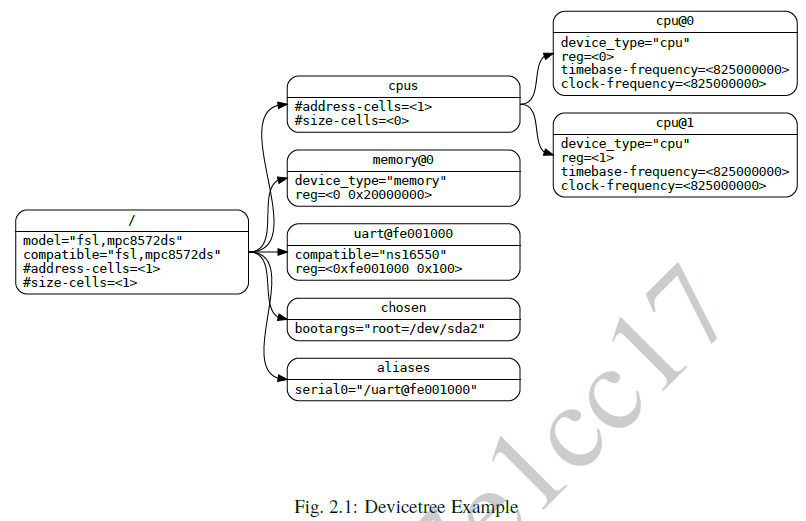 /
model="fsl,mpc8572ds"
compatible="fsl,mpc8572ds"
#address-cells=<1>
#size-cells=<1>
cpus
#address-cells=<1>
#size-cells=<0>
memory@0
device_type="memory"
reg=<0 0x20000000>
uart@fe001000
compatible="ns16550"
reg=<0xfe001000 0x100>
chosen
bootargs="root=/dev/sda2"
aliases
serial0="/uart@fe001000"
cpu@0
device_type="cpu"
reg=<0>
timebase-frequency=<825000000>
clock-frequency=<825000000>
cpu@1
device_type="cpu"
reg=<1>
timebase-frequency=<825000000>
clock-frequency=<825000000>
Fig. 2.1: Devicetree Example